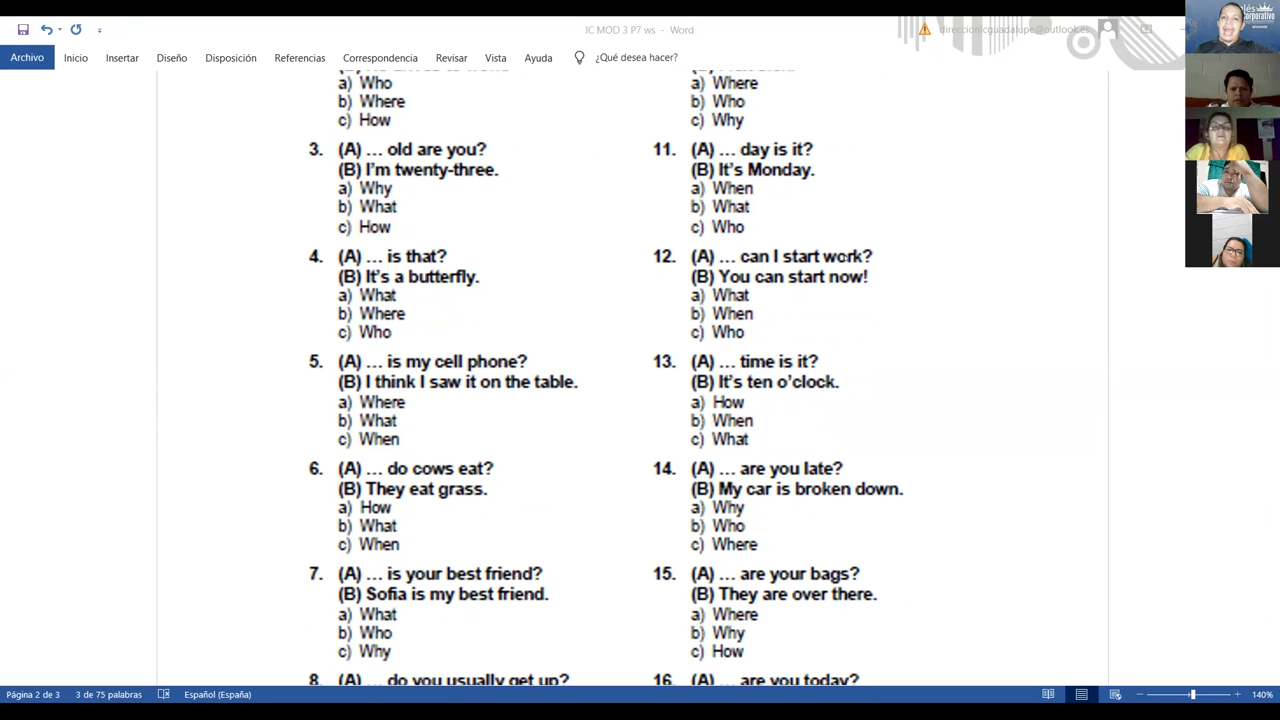 IC MOD 3 P7 ws - Word
direccionicguadalupe@outlook.es
Archivo Inicio Insertar Diseño Disposición Referencias Correspondencia Revisar Vista Ayuda ¿Qué desea hacer?
a) Who
b) Where
c) How
3. (A) … old are you?
(B) I'm twenty-three.
a) Why
b) What
c) How
4. (A) … is that?
(B) It's a butterfly.
a) What
b) Where
c) Who
5. (A) … is my cell phone?
(B) I think I saw it on the table.
a) Where
b) What
c) When
6. (A) … do cows eat?
(B) They eat grass.
a) How
b) What
c) When
7. (A) … is your best friend?
(B) Sofia is my best friend.
a) What
b) Who
c) Why
8. (A) … do you usually get up?
a) Where
b) Who
c) Why
11. (A) … day is it?
(B) It's Monday.
a) When
b) What
c) Who
12. (A) … can I start work?
(B) You can start now!
a) What
b) When
c) Who
13. (A) … time is it?
(B) It's ten o'clock.
a) How
b) When
c) What
14. (A) … are you late?
(B) My car is broken down.
a) Why
b) Who
c) Where
15. (A) … are your bags?
(B) They are over there.
a) Where
b) Why
c) How
16. (A) … are you today?
Página 2 de 3 3 de 75 palabras Español (España) 140%